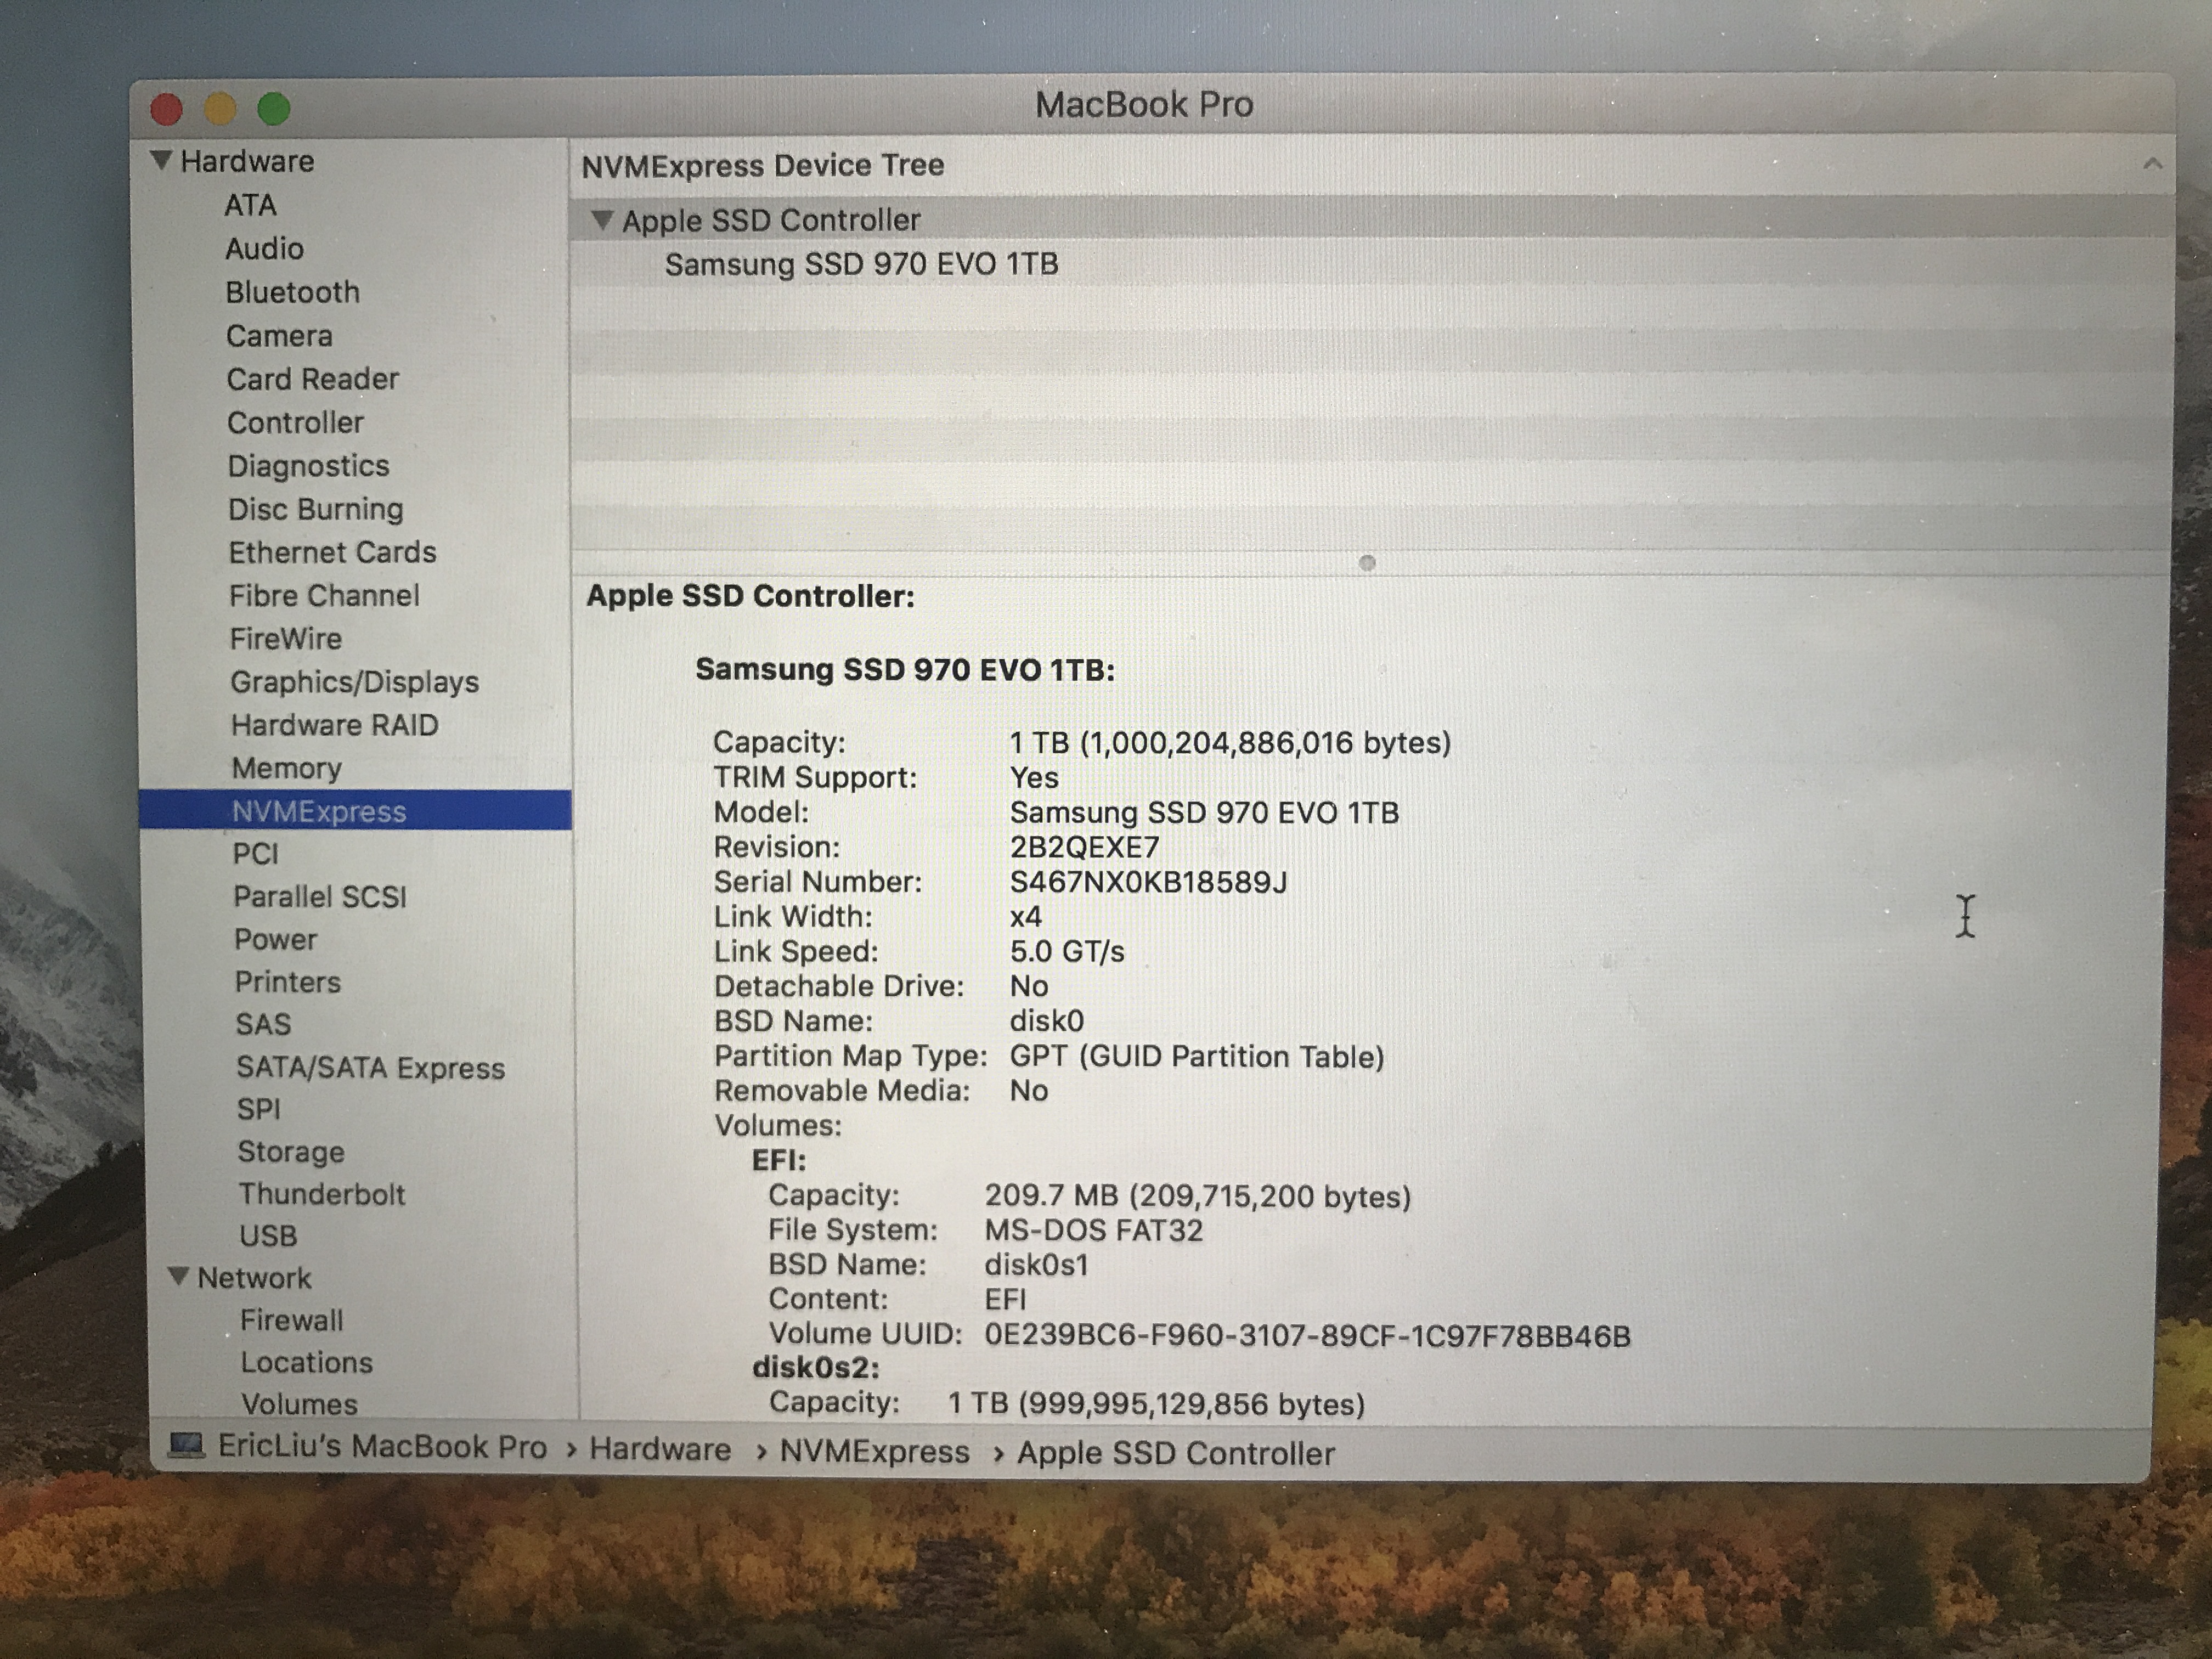 MacBook Pro
Hardware
ATA
Audio
Bluetooth
Camera
Card Reader
Controller
Diagnostics
Disc Burning
Ethernet Cards
Fibre Channel
FireWire
Graphics/Displays
Hardware RAID
Memory
NVMExpress
PCI
Parallel SCSI
Power
Printers
SAS
SATA/SATA Express
SPI
Storage
Thunderbolt
USB
Network
Firewall
Locations
Volumes
NVMExpress Device Tree
Apple SSD Controller
Samsung SSD 970 EVO 1TB
Apple SSD Controller:
Samsung SSD 970 EVO 1TB:
Capacity: 1 TB (1,000,204,886,016 bytes)
TRIM Support: Yes
Model: Samsung SSD 970 EVO 1TB
Revision: 2B2QEXE7
Serial Number: S467NX0KB18589J
Link Width: x4
Link Speed: 5.0 GT/s
Detachable Drive: No
BSD Name: disk0
Partition Map Type: GPT (GUID Partition Table)
Removable Media: No
Volumes:
EFI:
Capacity: 209.7 MB (209,715,200 bytes)
File System: MS-DOS FAT32
BSD Name: disk0s1
Content: EFI
Volume UUID: 0E239BC6-F960-3107-89CF-1C97F78BB46B
disk0s2:
Capacity: 1 TB (999,995,129,856 bytes)
EricLiu's MacBook Pro › Hardware › NVMExpress › Apple SSD Controller